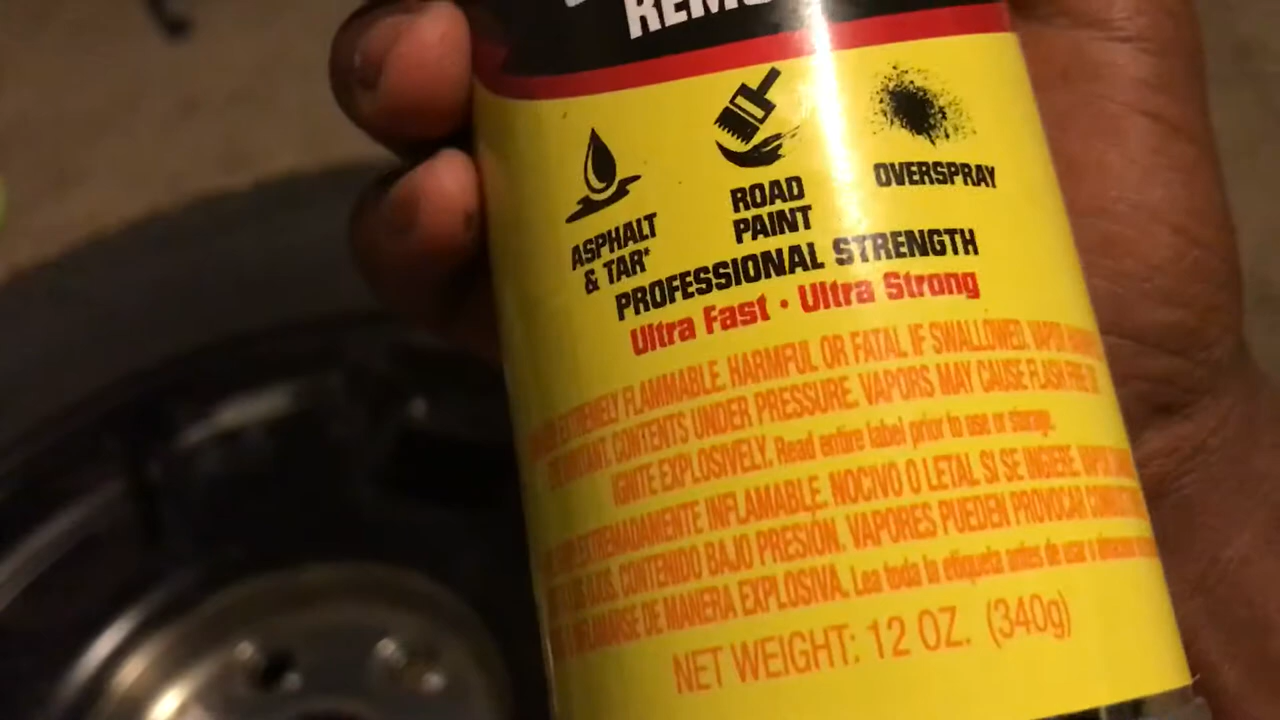 ASPHALT
& TAR*
ROAD
PAINT
OVERSPRAY
PROFESSIONAL STRENGTH
Ultra Fast · Ultra Strong
EXTREMELY FLAMMABLE. HARMFUL OR FATAL IF SWALLOWED. VAPOR
CONTENTS UNDER PRESSURE. VAPORS MAY CAUSE FLASH FIRE
IGNITE EXPLOSIVELY. Read entire label prior to use or storage.
EXTREMADAMENTE INFLAMABLE. NOCIVO O LETAL SI SE INGIERE.
CONTENIDO BAJO PRESIÓN. VAPORES PUEDEN PROVOCAR
DE MANERA EXPLOSIVA. Lea toda la etiqueta antes de usar o
NET WEIGHT: 12 OZ. (340g)